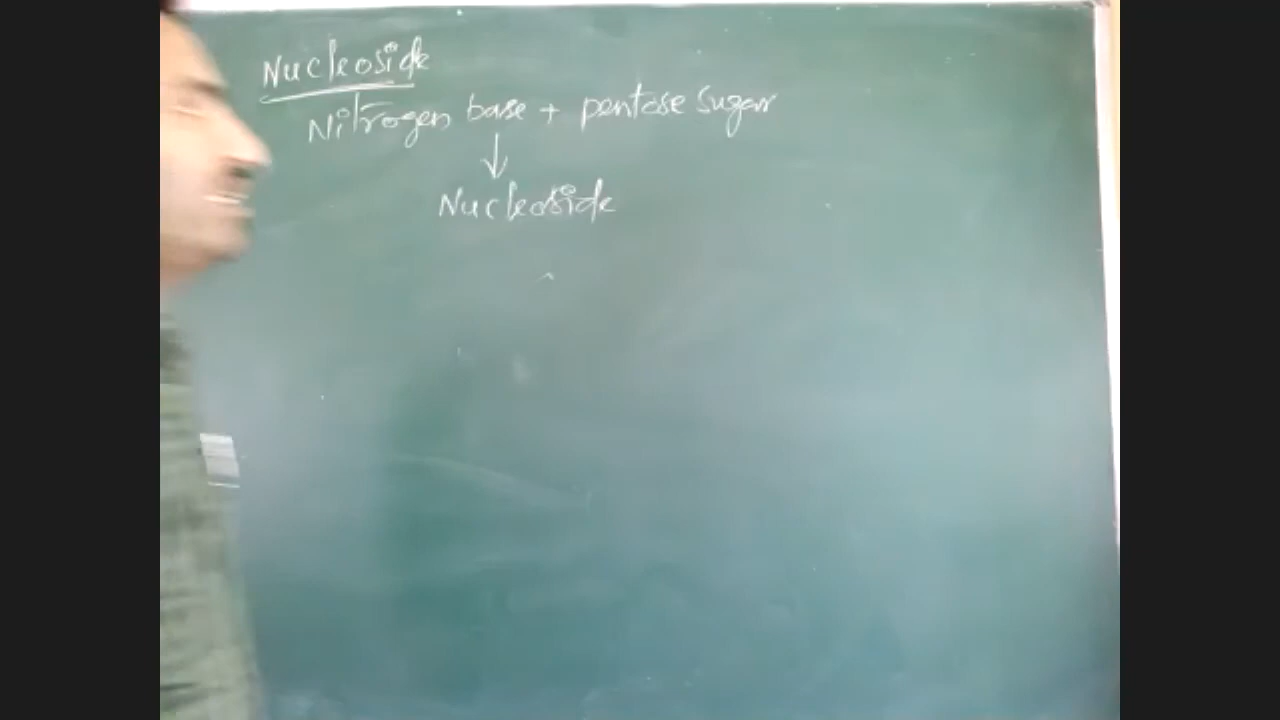 Nucleoside
Nitrogen base + pentose sugar
↓
Nucleoside